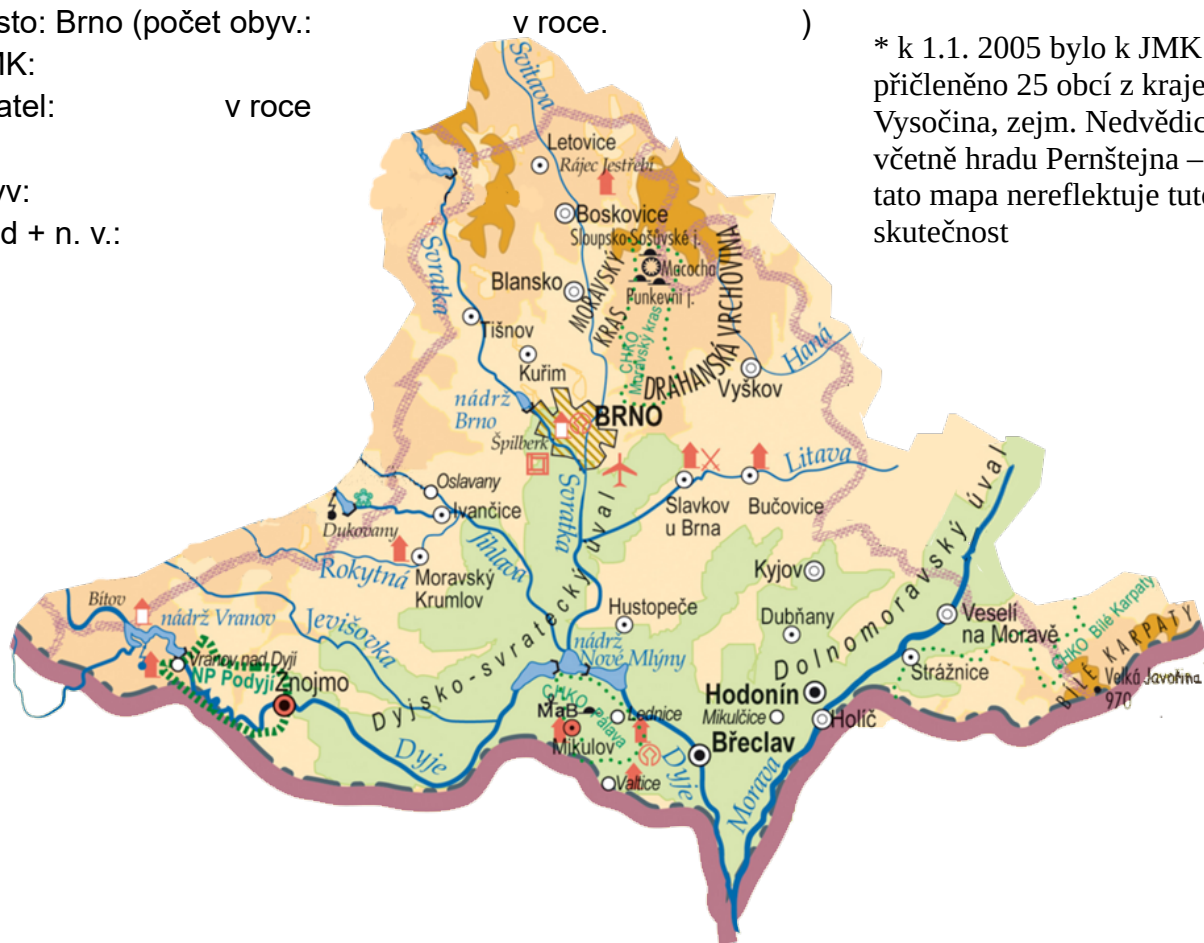 sto: Brno (počet obyv.: v roce. )
MK:
atel: v roce
yv:
d + n. v.:
* k 1.1. 2005 bylo k JMK
přičleněno 25 obcí z kraje
Vysočina, zejm. Nedvědic
včetně hradu Pernštejna –
tato mapa nereflektuje tuto
skutečnost
Svitava
Letovice
Rájec Jestřebí
Boskovice
Sloupsko-Šošůvské j.
Macocha
Punkevní j.
Blansko
MORAVSKÝ
KRAS
CHKO
Moravský kras
DRAHANSKÁ VRCHOVINA
Haná
Vyškov
Svratka
Tišnov
Kuřim
nádrž
Brno
BRNO
Špilberk
Svratka
Litava
Slavkov
u Brna
Bučovice
Oslavany
Ivančice
Dukovany
Jihlava
Rokytná
Moravský
Krumlov
Jevišovka
Dyjsko-svratecký úval
Kyjov
Dubňany
Hustopeče
Dolnomoravský úval
Veselí
na Moravě
Strážnice
CHKO Bílé Karpaty
BÍLÉ KARPATY
Velká Javořina
970
Bítov
nádrž Vranov
Vranov nad Dyjí
NP Podyjí
Znojmo
Dyje
nádrž
Nové Mlýny
CHKO
Pálava
MaB
Mikulov
Lednice
Valtice
Dyje
Hodonín
Mikulčice
Holíč
Břeclav
Morava